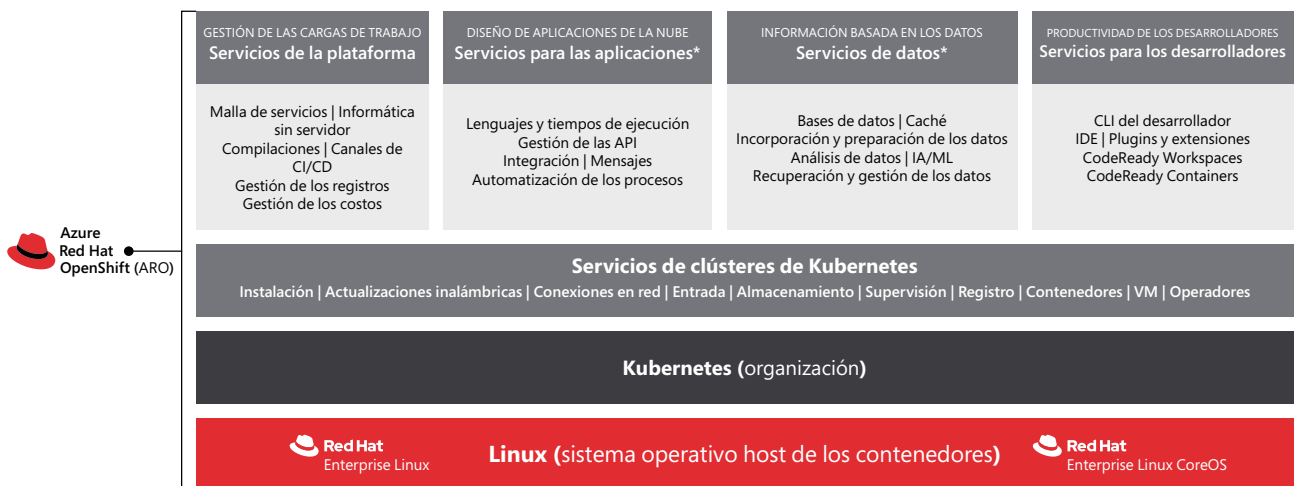 GESTIÓN DE LAS CARGAS DE TRABAJO
Servicios de la plataforma
Malla de servicios | Informática
sin servidor
Compilaciones | Canales de
CI/CD
Gestión de los registros
Gestión de los costos
DISEÑO DE APLICACIONES DE LA NUBE
Servicios para las aplicaciones*
Lenguajes y tiempos de ejecución
Gestión de las API
Integración | Mensajes
Automatización de los procesos
INFORMACIÓN BASADA EN LOS DATOS
Servicios de datos*
Bases de datos | Caché
Incorporación y preparación de los datos
Análisis de datos | IA/ML
Recuperación y gestión de los datos
PRODUCTIVIDAD DE LOS DESARROLLADORES
Servicios para los desarrolladores
CLI del desarrollador
IDE | Plugins y extensiones
CodeReady Workspaces
CodeReady Containers
Azure
Red Hat
OpenShift (ARO)
Servicios de clústeres de Kubernetes
Instalación | Actualizaciones inalámbricas | Conexiones en red | Entrada | Almacenamiento | Supervisión | Registro | Contenedores | VM | Operadores
Kubernetes (organización)
Red Hat
Enterprise Linux
Linux (sistema operativo host de los contenedores)
Red Hat
Enterprise Linux CoreOS